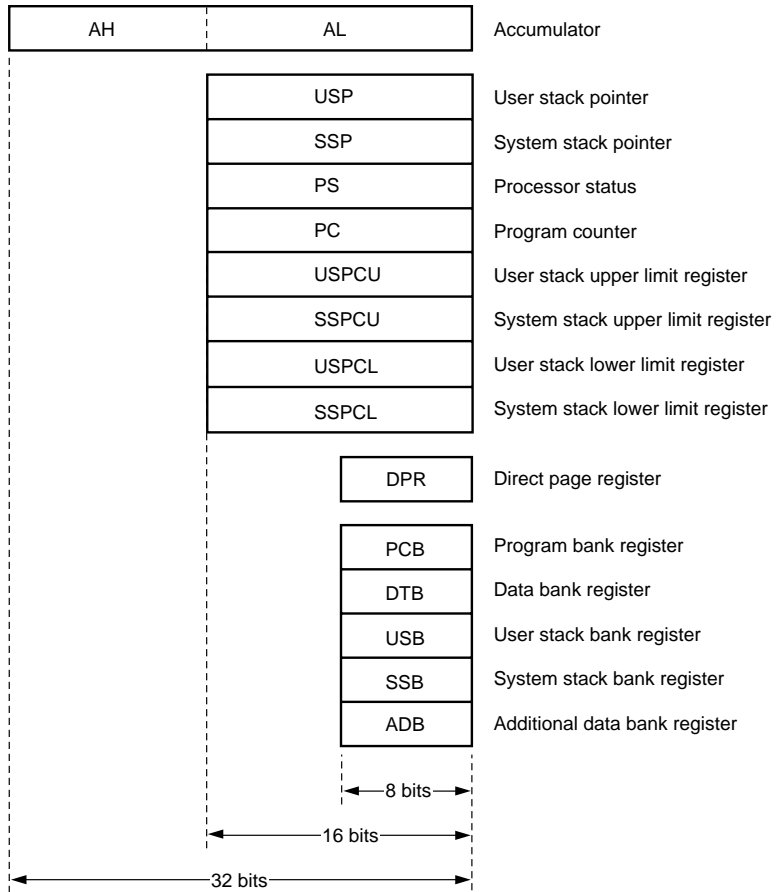 AH AL Accumulator
USP User stack pointer
SSP System stack pointer
PS Processor status
PC Program counter
USPCU User stack upper limit register
SSPCU System stack upper limit register
USPCL User stack lower limit register
SSPCL System stack lower limit register
DPR Direct page register
PCB Program bank register
DTB Data bank register
USB User stack bank register
SSB System stack bank register
ADB Additional data bank register
8 bits
16 bits
32 bits